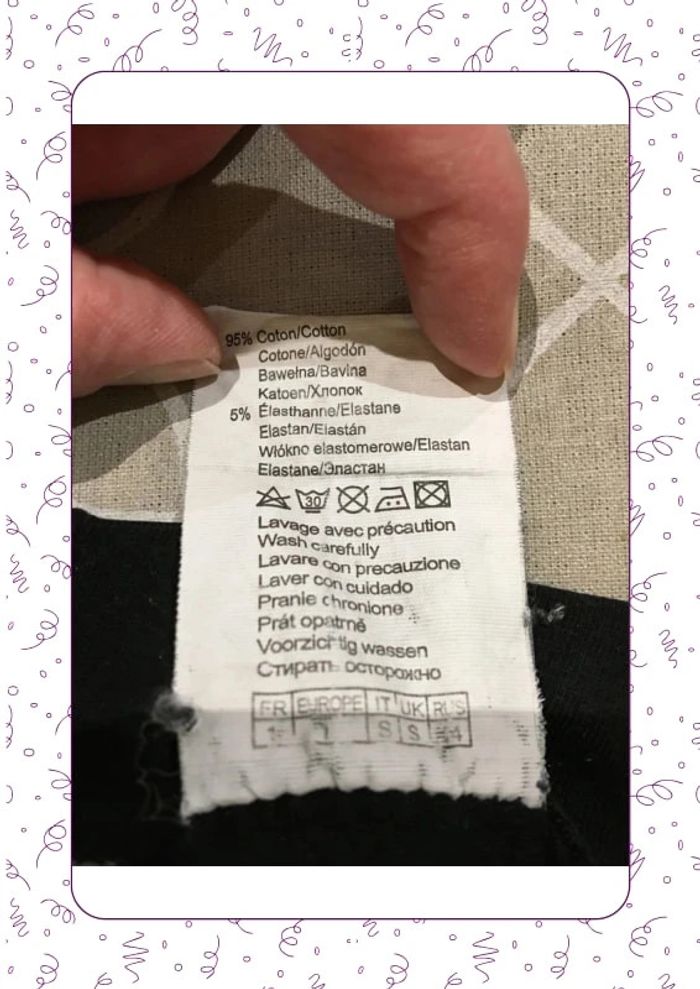 95% Coton/Cotton
Cotone/Algodón
Bawełna/Bavlna
Katoen/Хлопок
5% Élasthanne/Elastane
Elastan/Elastán
Włókno elastomerowe/Elastan
Elastane/Эластан
30
Lavage avec précaution
Wash carefully
Lavare con precauzione
Laver con cuidado
Pranie chronione
Prát opatrně
Voorzichtig wassen
Стирать осторожно
FR EUROPE IT UK RUS
S S